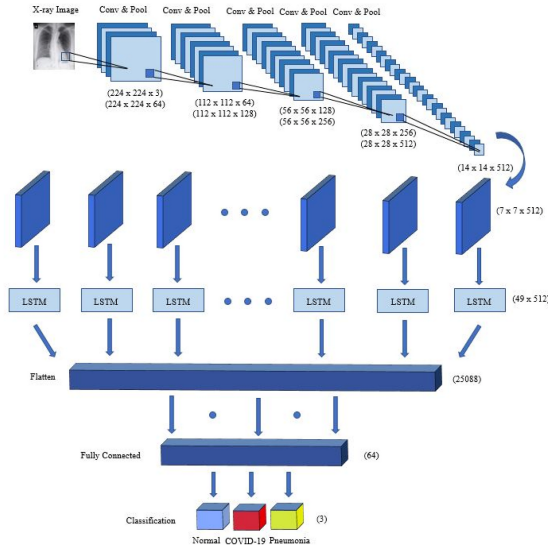 X-ray Image
Conv & Pool Conv & Pool Conv & Pool Conv & Pool Conv & Pool
(224 x 224 x 3)
(224 x 224 x 64)
(112 x 112 x 64)
(112 x 112 x 128)
(56 x 56 x 128)
(56 x 56 x 256)
(28 x 28 x 256)
(28 x 28 x 512)
(14 x 14 x 512)
(7 x 7 x 512)
LSTM LSTM LSTM LSTM LSTM LSTM (49 x 512)
Flatten (25088)
Fully Connected (64)
Classification (3)
Normal COVID-19 Pneumonia